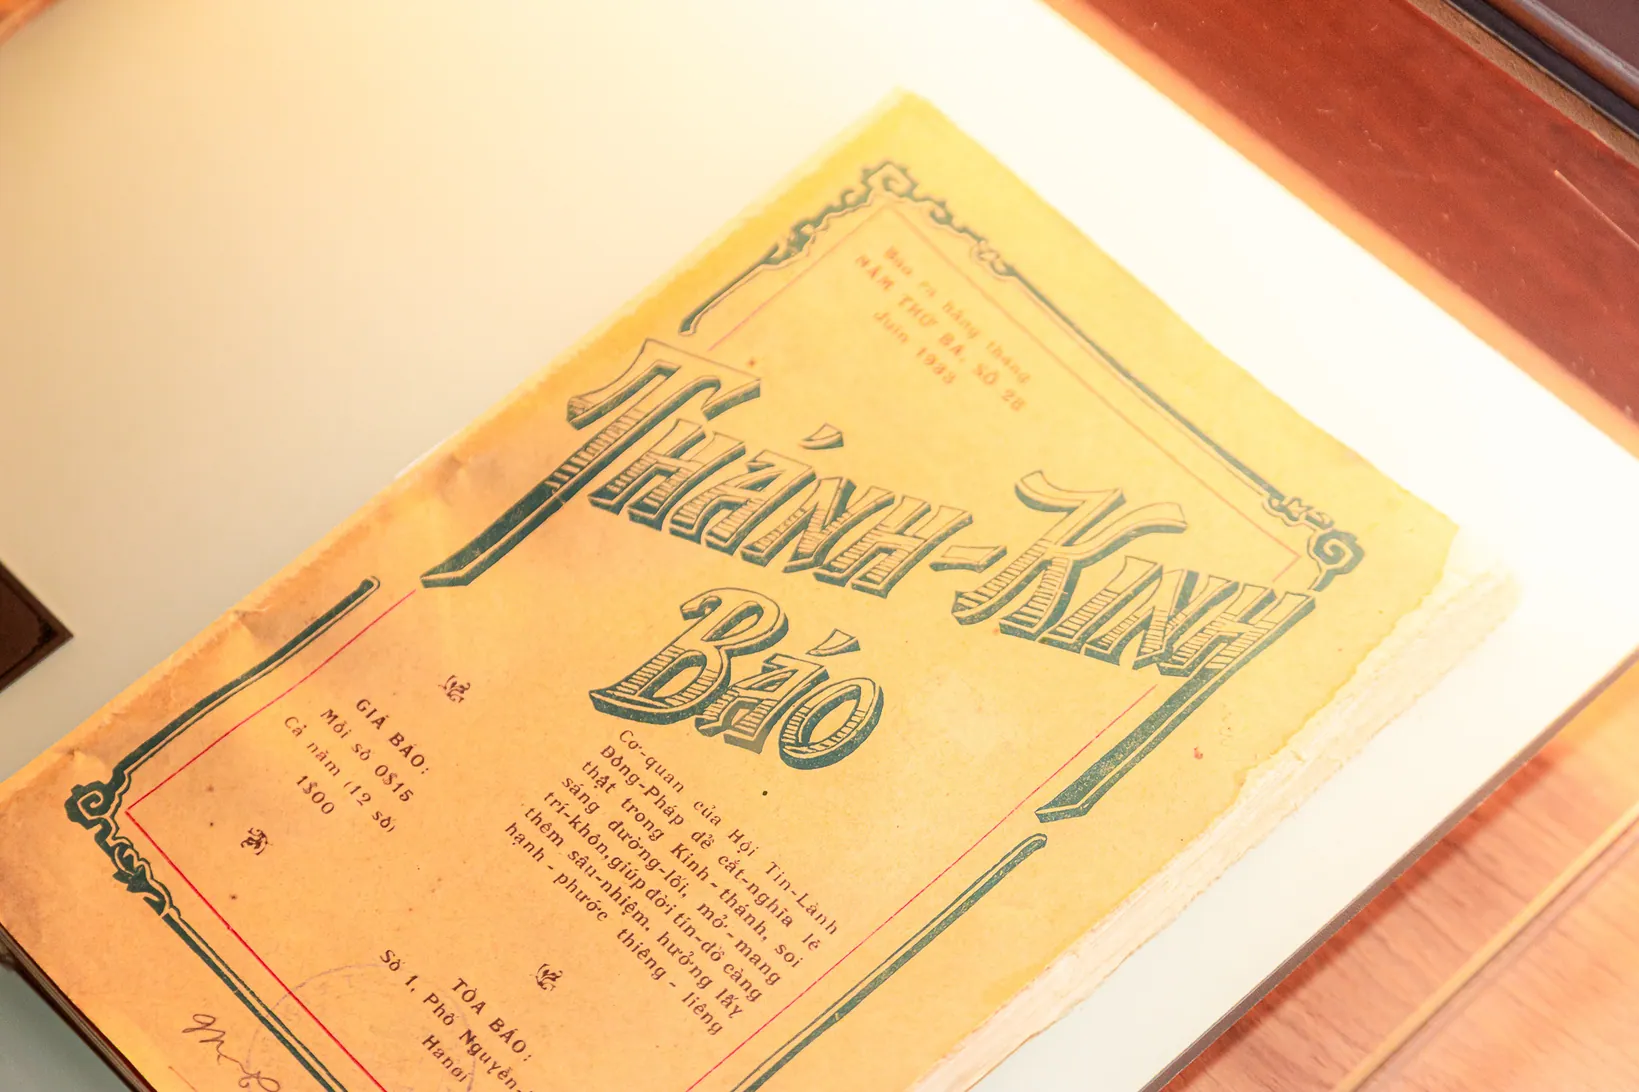 Báo ra hàng tháng
NĂM THỨ BA, SỐ 28
Juin 1933
THÁNH-KINH
BÁO
GIÁ BÁO:
Mỗi số 0$15
Cả năm (12 số)
1$00
Cơ-quan của Hội Tin-Lành
Đông-Pháp để cắt-nghĩa lẽ
thật trong Kinh-thánh, soi
sáng đường-lối, mở-mang
trí-khôn, giúp đời tín-đồ càng
thêm sâu-nhiệm, hưởng lấy
hạnh-phước thiêng-liêng
TÒA BÁO:
Số 1, Phố Nguyễn-
Hanoi